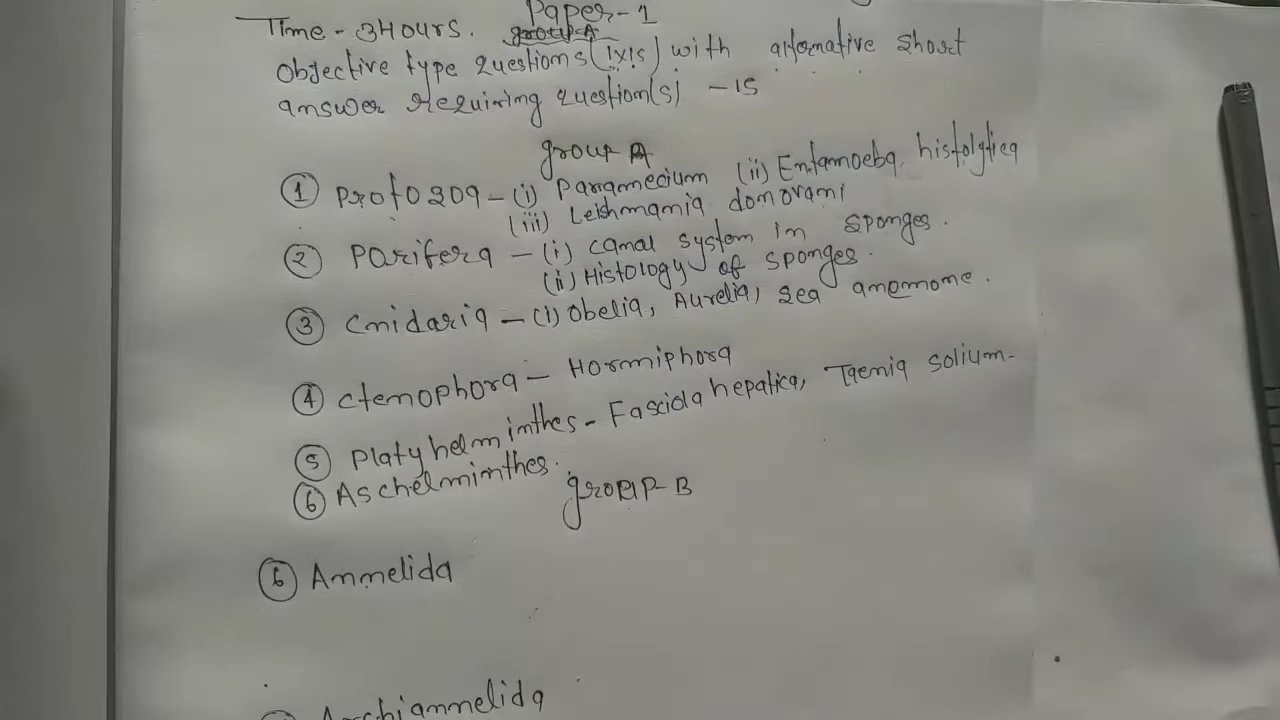 Paper-1
Time - 3Hours. group-A
Objective type questions (1x15) with alternative short
answer requiring question(s) - 15
group A
① Protozoa - (i) Paramecium (ii) Entamoeba histolytica
(iii) Leishmania donovani
② Parifera - (i) canal system in sponges.
(ii) Histology of sponges.
③ Cnidaria - (i) Obelia, Aurelia, sea anemone.
④ Ctenophora - Hormiphora
⑤ Platyhelminthes - Fasciola hepatica, Taenia solium-
⑥ Aschelminthes.
group-B
⑥ Annelida
Archiannelida